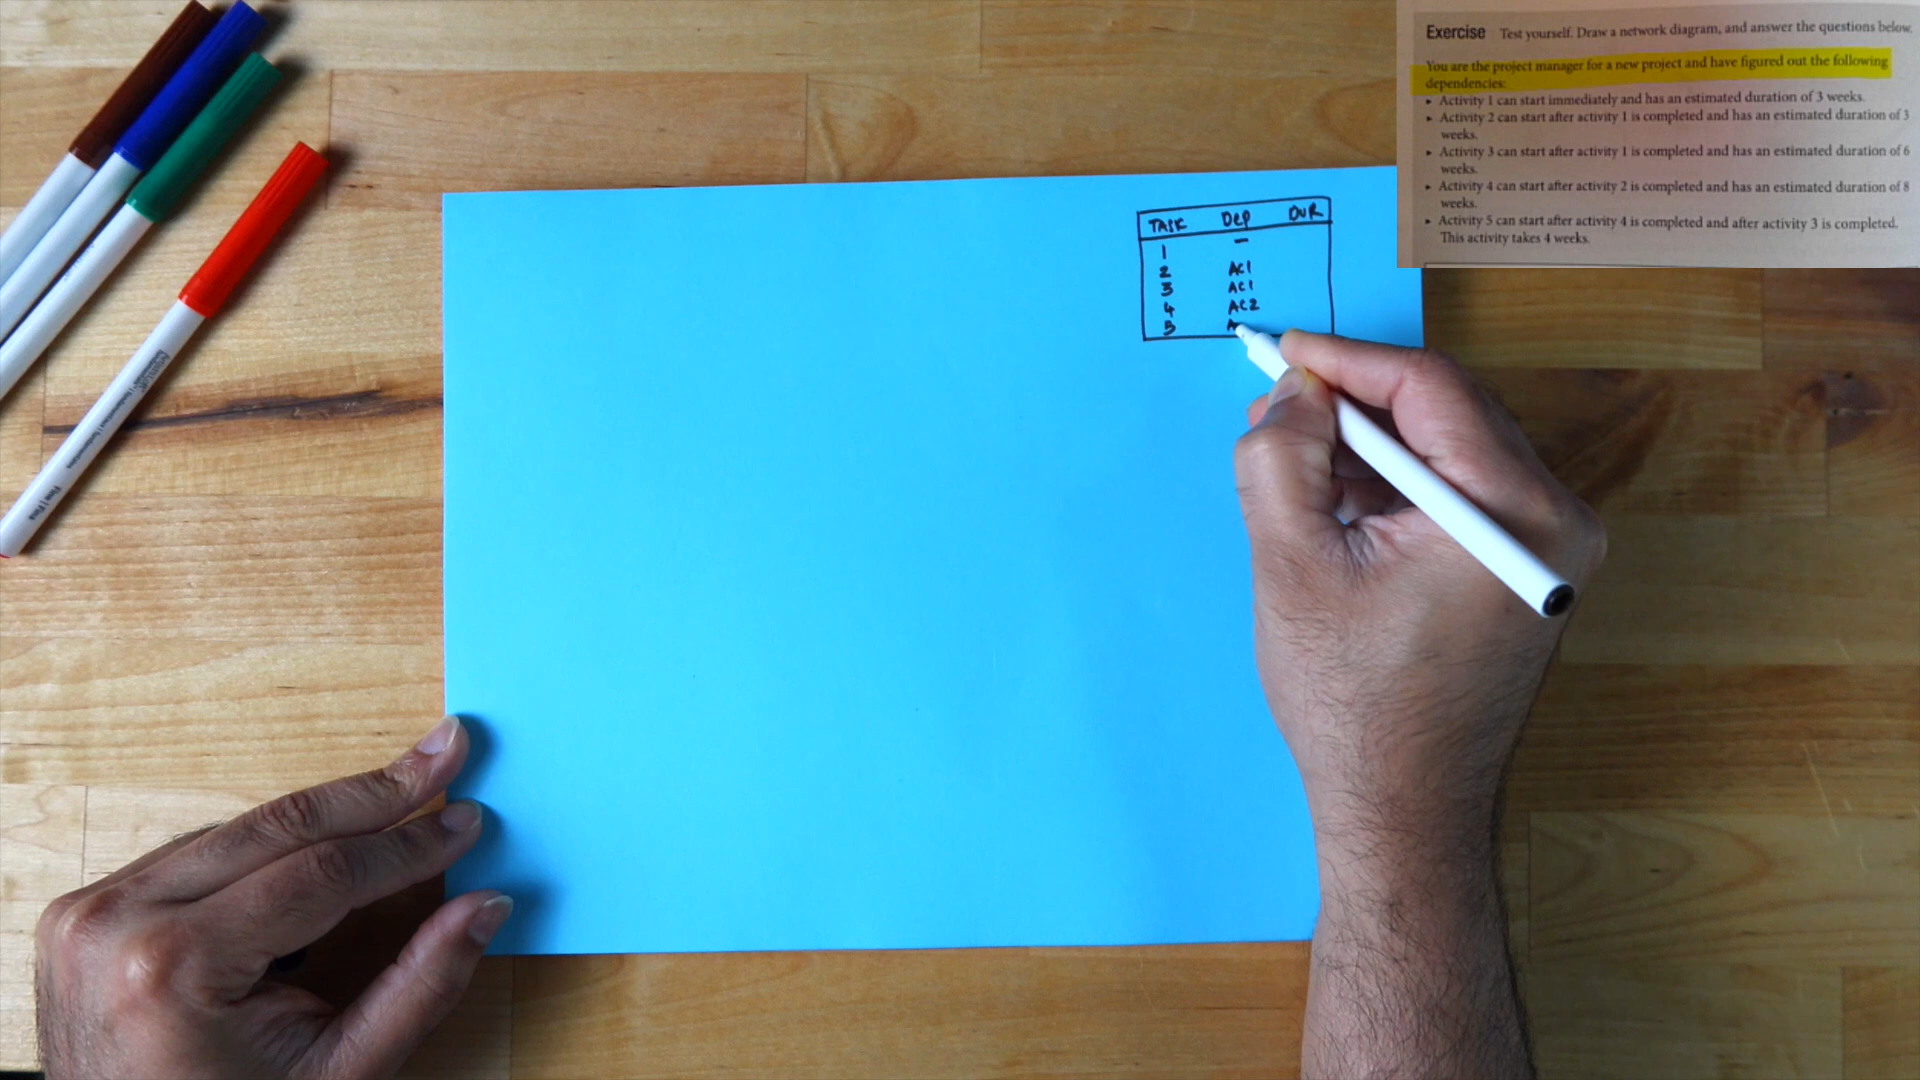 Exercise Test yourself. Draw a network diagram, and answer the questions below.
You are the project manager for a new project and have figured out the following
dependencies:
▸ Activity 1 can start immediately and has an estimated duration of 3 weeks.
▸ Activity 2 can start after activity 1 is completed and has an estimated duration of 3
weeks.
▸ Activity 3 can start after activity 1 is completed and has an estimated duration of 6
weeks.
▸ Activity 4 can start after activity 2 is completed and has an estimated duration of 8
weeks.
▸ Activity 5 can start after activity 4 is completed and after activity 3 is completed.
This activity takes 4 weeks.
TASK DEP DUR
1 –
2 AC1
3 AC1
4 AC2
5 A